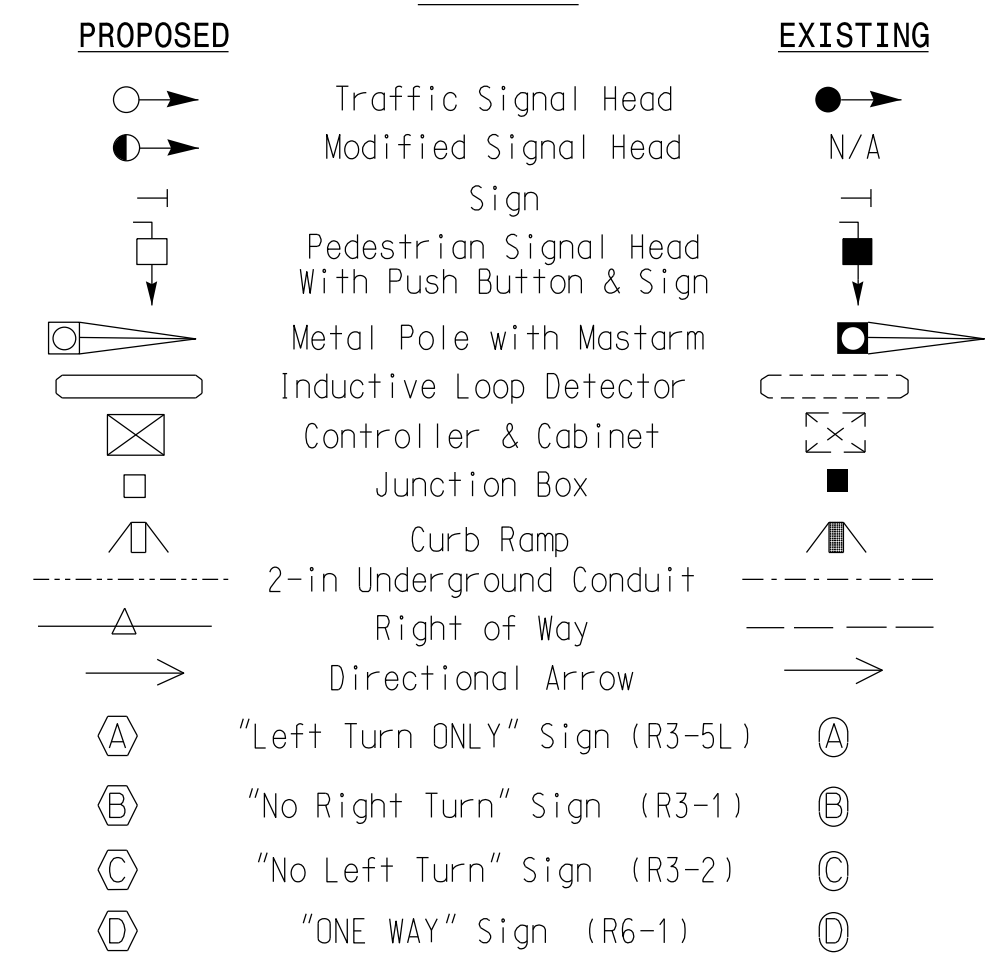 PROPOSED EXISTING
Traffic Signal Head
Modified Signal Head N/A
Sign
Pedestrian Signal Head
With Push Button & Sign
Metal Pole with Mastarm
Inductive Loop Detector
Controller & Cabinet
Junction Box
Curb Ramp
2-in Underground Conduit
Right of Way
Directional Arrow
A "Left Turn ONLY" Sign (R3-5L) A
B "No Right Turn" Sign (R3-1) B
C "No Left Turn" Sign (R3-2) C
D "ONE WAY" Sign (R6-1) D